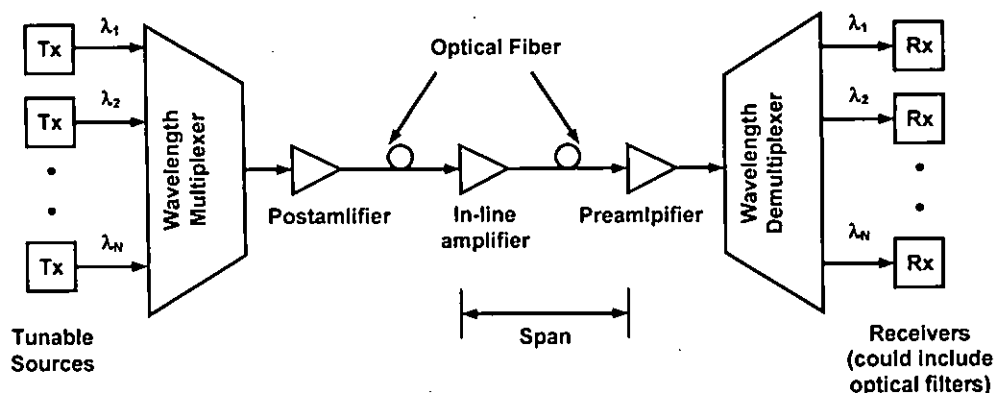 λ1
Tx
λ2
Tx
λN
Tx
Tunable
Sources
Wavelength
Multiplexer
Postamlifier
Optical Fiber
In-line
amplifier
Preamlpifier
Span
Wavelength
Demultiplexer
λ1
Rx
λ2
Rx
λN
Rx
Receivers
(could include
optical filters)